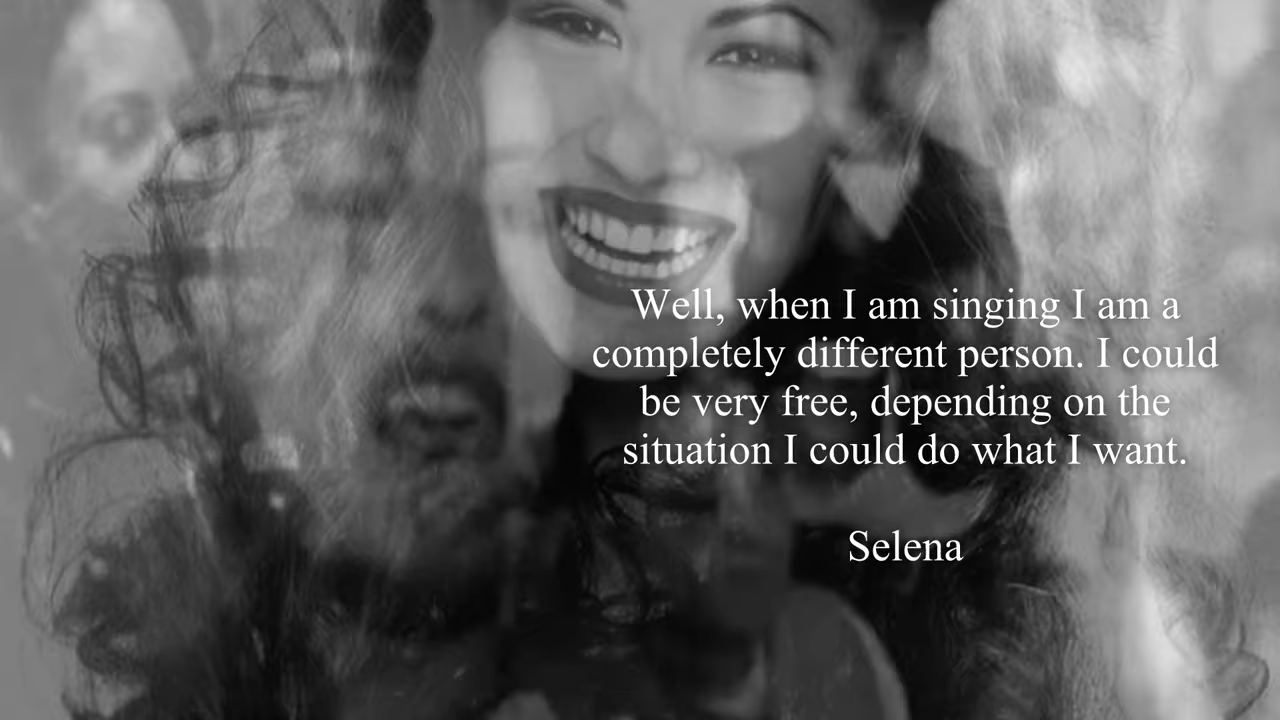 Well, when I am singing I am a
completely different person. I could
be very free, depending on the
situation I could do what I want.
Selena